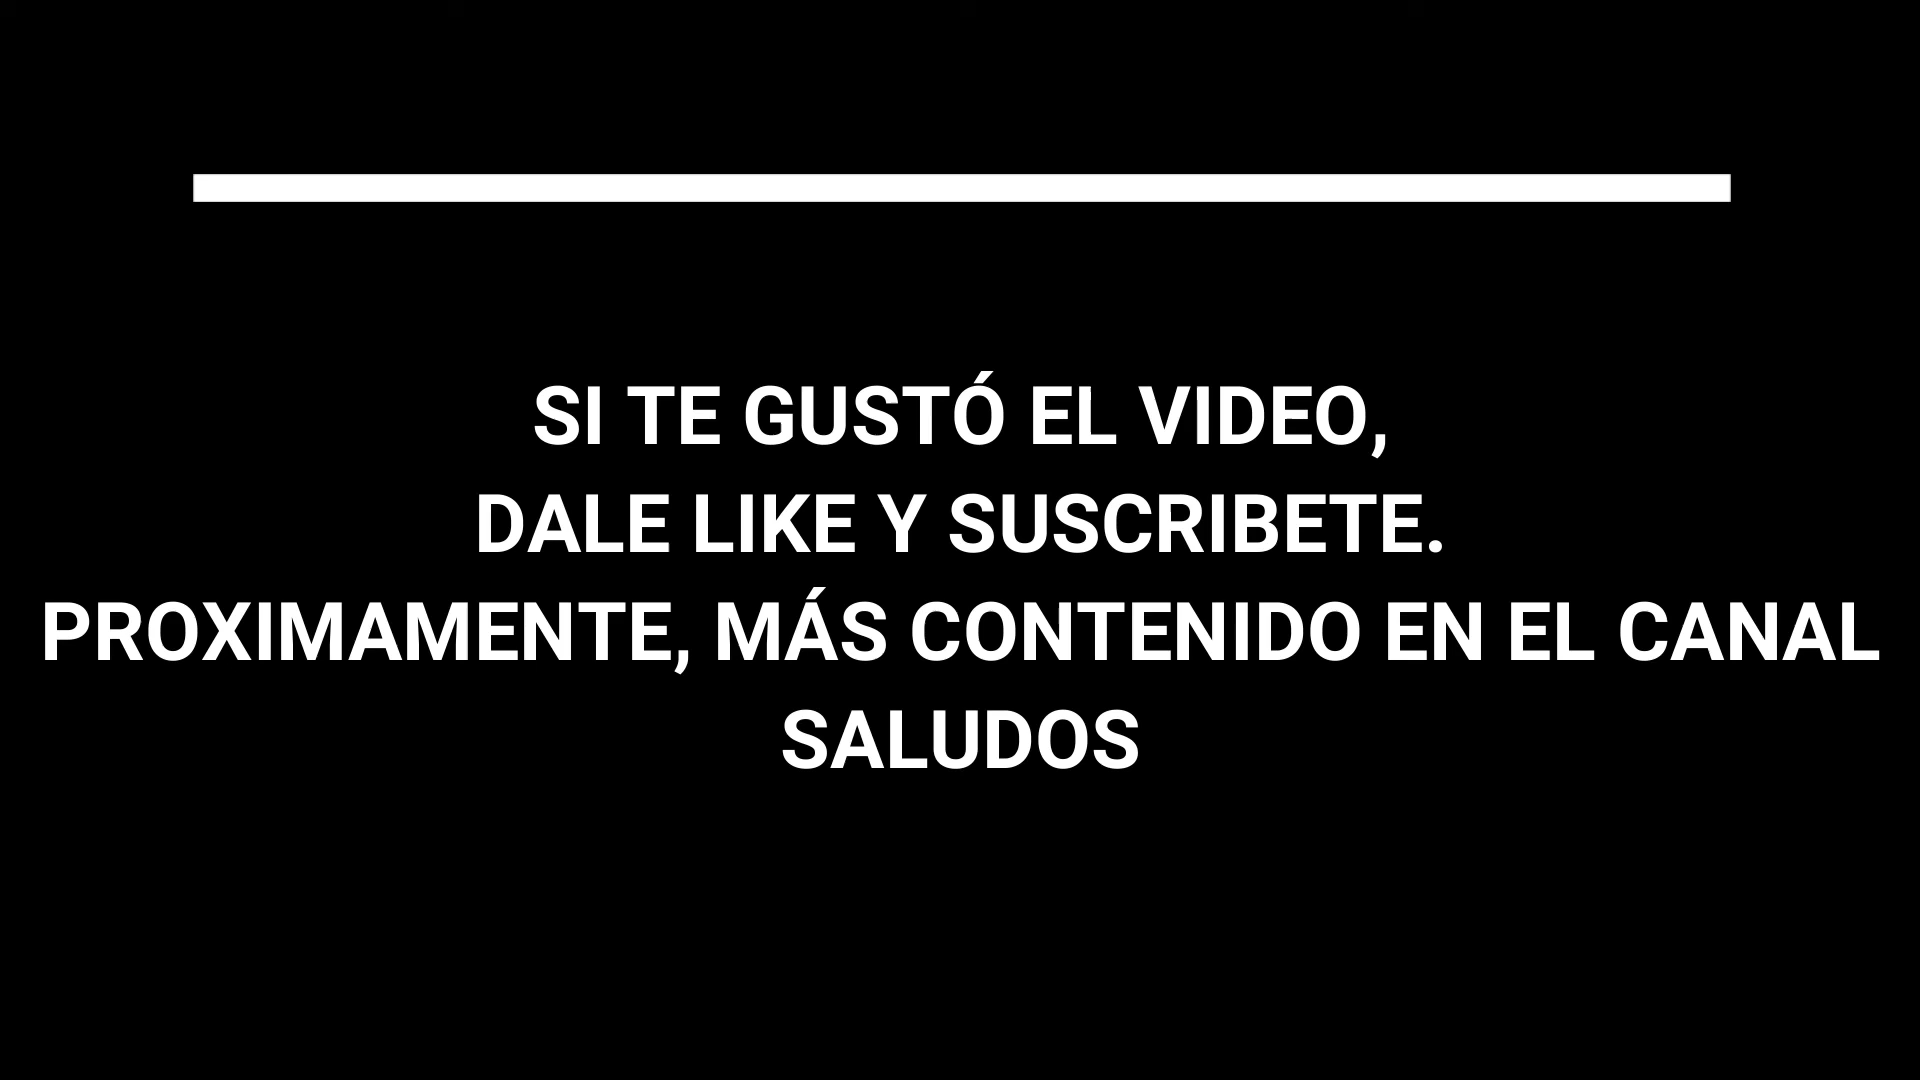 SI TE GUSTÓ EL VIDEO,
DALE LIKE Y SUSCRIBETE.
PROXIMAMENTE, MÁS CONTENIDO EN EL CANAL
SALUDOS